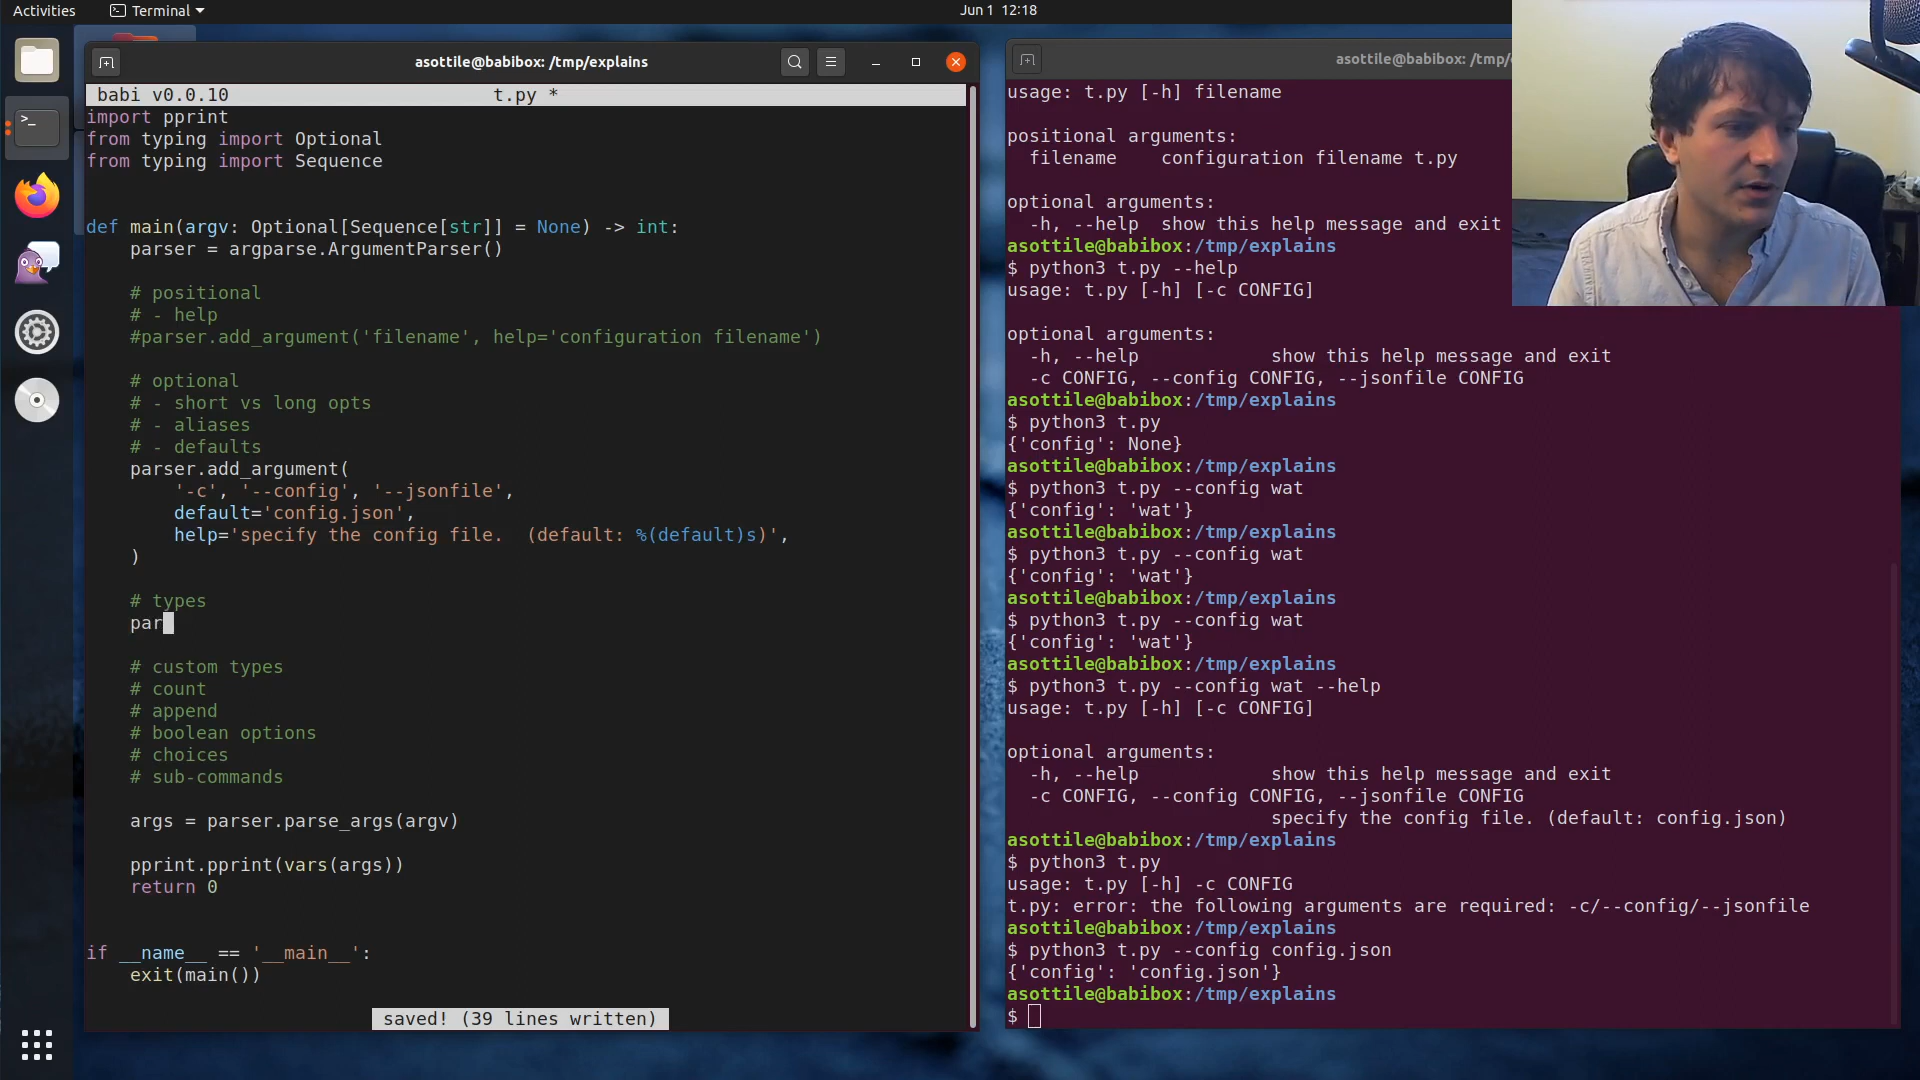 Activities
Terminal
Jun 1 12:18
asottile@babibox: /tmp/explains
babi v0.0.10 t.py *
import pprint
from typing import Optional
from typing import Sequence
def main(argv: Optional[Sequence[str]] = None) -> int:
parser = argparse.ArgumentParser()
# positional
# - help
#parser.add_argument('filename', help='configuration filename')
# optional
# - short vs long opts
# - aliases
# - defaults
parser.add_argument(
'-c', '--config', '--jsonfile',
default='config.json',
help='specify the config file.  (default: %(default)s)',
)
# types
par
# custom types
# count
# append
# boolean options
# choices
# sub-commands
args = parser.parse_args(argv)
pprint.pprint(vars(args))
return 0
if __name__ == '__main__':
exit(main())
saved! (39 lines written)
asottile@babibox: /tmp/
usage: t.py [-h] filename
positional arguments:
filename    configuration filename t.py
optional arguments:
-h, --help  show this help message and exit
asottile@babibox:/tmp/explains
$ python3 t.py --help
usage: t.py [-h] [-c CONFIG]
optional arguments:
-h, --help            show this help message and exit
-c CONFIG, --config CONFIG, --jsonfile CONFIG
asottile@babibox:/tmp/explains
$ python3 t.py
{'config': None}
asottile@babibox:/tmp/explains
$ python3 t.py --config wat
{'config': 'wat'}
asottile@babibox:/tmp/explains
$ python3 t.py --config wat
{'config': 'wat'}
asottile@babibox:/tmp/explains
$ python3 t.py --config wat
{'config': 'wat'}
asottile@babibox:/tmp/explains
$ python3 t.py --config wat --help
usage: t.py [-h] [-c CONFIG]
optional arguments:
-h, --help            show this help message and exit
-c CONFIG, --config CONFIG, --jsonfile CONFIG
specify the config file. (default: config.json)
asottile@babibox:/tmp/explains
$ python3 t.py
usage: t.py [-h] -c CONFIG
t.py: error: the following arguments are required: -c/--config/--jsonfile
asottile@babibox:/tmp/explains
$ python3 t.py --config config.json
{'config': 'config.json'}
asottile@babibox:/tmp/explains
$